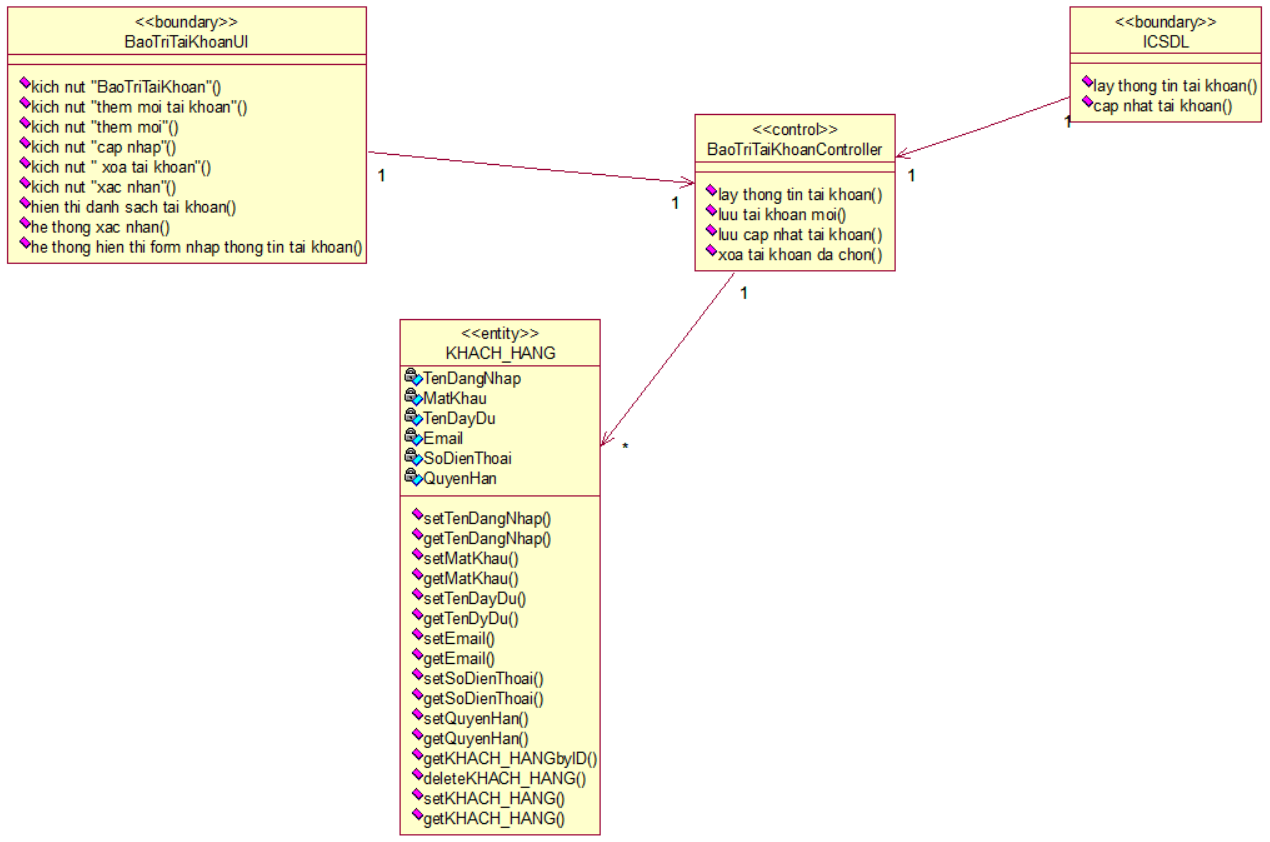 <<boundary>>
BaoTriTaiKhoanUI
kich nut "BaoTriTaiKhoan"()
kich nut "them moi tai khoan"()
kich nut "them moi"()
kich nut "cap nhap"()
kich nut " xoa tai khoan"()
kich nut "xac nhan"()
hien thi danh sach tai khoan()
he thong xac nhan()
he thong hien thi form nhap thong tin tai khoan()
<<boundary>>
ICSDL
lay thong tin tai khoan()
cap nhat tai khoan()
<<control>>
BaoTriTaiKhoanController
lay thong tin tai khoan()
luu tai khoan moi()
luu cap nhat tai khoan()
xoa tai khoan da chon()
1
1
1
1
1
*
<<entity>>
KHACH_HANG
TenDangNhap
MatKhau
TenDayDu
Email
SoDienThoai
QuyenHan
setTenDangNhap()
getTenDangNhap()
setMatKhau()
getMatKhau()
setTenDayDu()
getTenDyDu()
setEmail()
getEmail()
setSoDienThoai()
getSoDienThoai()
setQuyenHan()
getQuyenHan()
getKHACH_HANGbyID()
deleteKHACH_HANG()
setKHACH_HANG()
getKHACH_HANG()